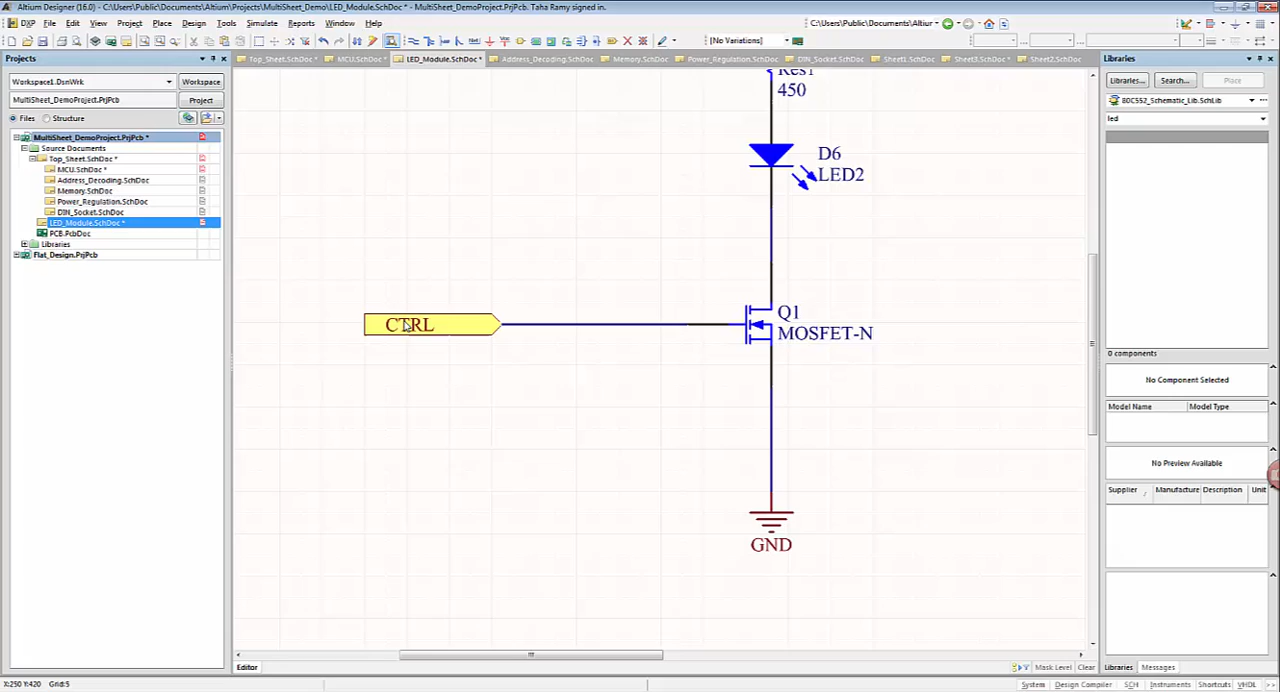 Altium Designer (16.0) - C:\Users\Public\Documents\Altium\Projects\MultiSheet_Demo\LED_Module.SchDoc * - MultiSheet_DemoProject.PrjPcb. Taha Ramy signed in.
DXP File Edit View Project Place Design Tools Simulate Reports Window Help
C:\Users\Public\Documents\Altiur
[No Variations]
Projects
Top_Sheet.SchDoc * MCU.SchDoc * LED_Module.SchDoc * Address_Decoding.SchDoc Memory.SchDoc Power_Regulation.SchDoc DIN_Socket.SchDoc Sheet1.SchDoc Sheet3.SchDoc * Sheet2.SchDoc
Libraries
Workspace1.DsnWrk Workspace
MultiSheet_DemoProject.PrjPcb Project
Files Structure
MultiSheet_DemoProject.PrjPcb *
Source Documents
Top_Sheet.SchDoc *
MCU.SchDoc *
Address_Decoding.SchDoc
Memory.SchDoc
Power_Regulation.SchDoc
DIN_Socket.SchDoc
LED_Module.SchDoc *
PCB.PcbDoc
Libraries
Flat_Design.PrjPcb
Res1
450
D6
LED2
CTRL
Q1
MOSFET-N
GND
Libraries... Search... Place
80C552_Schematic_Lib.SchLib
led
0 components
No Component Selected
Model Name Model Type
No Preview Available
Supplier Manufacture Description Unit
Editor
Mask Level Clear
Libraries Messages
X:250 Y:420 Grid:5
System Design Compiler SCH Instruments Shortcuts VHDL >>